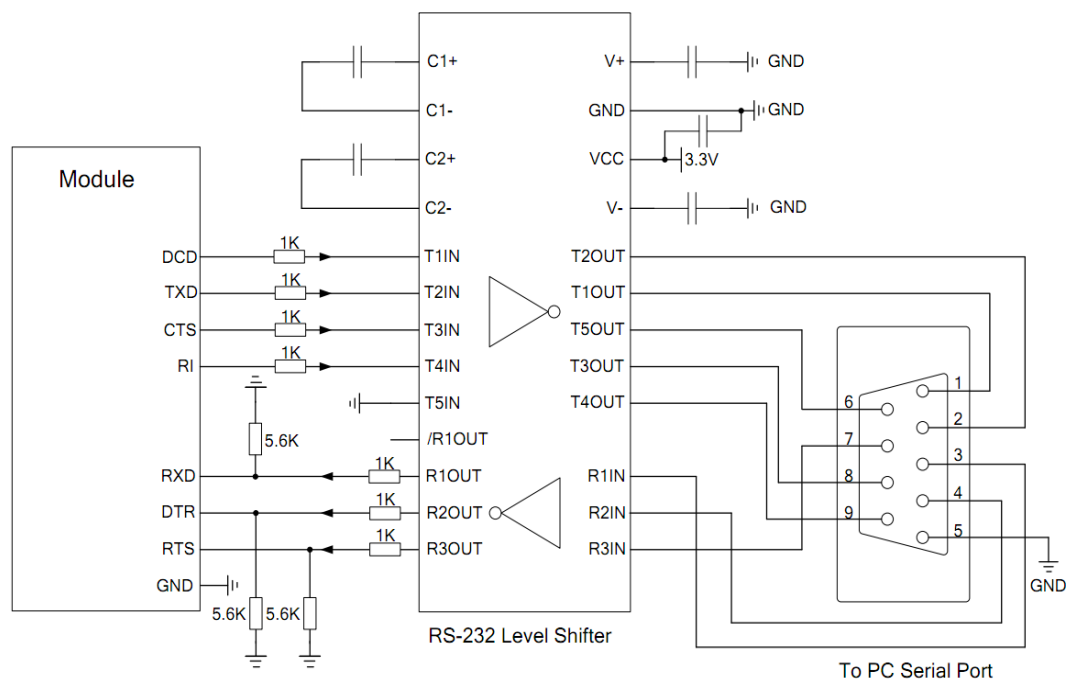 Module
DCD
TXD
CTS
RI
RXD
DTR
RTS
GND
1K
1K
1K
1K
5.6K
1K
1K
1K
5.6K
5.6K
C1+
C1-
C2+
C2-
T1IN
T2IN
T3IN
T4IN
T5IN
/R1OUT
R1OUT
R2OUT
R3OUT
V+
GND
VCC
V-
T2OUT
T1OUT
T5OUT
T3OUT
T4OUT
R1IN
R2IN
R3IN
GND
GND
3.3V
GND
6
7
8
9
1
2
3
4
5
GND
RS-232 Level Shifter
To PC Serial Port